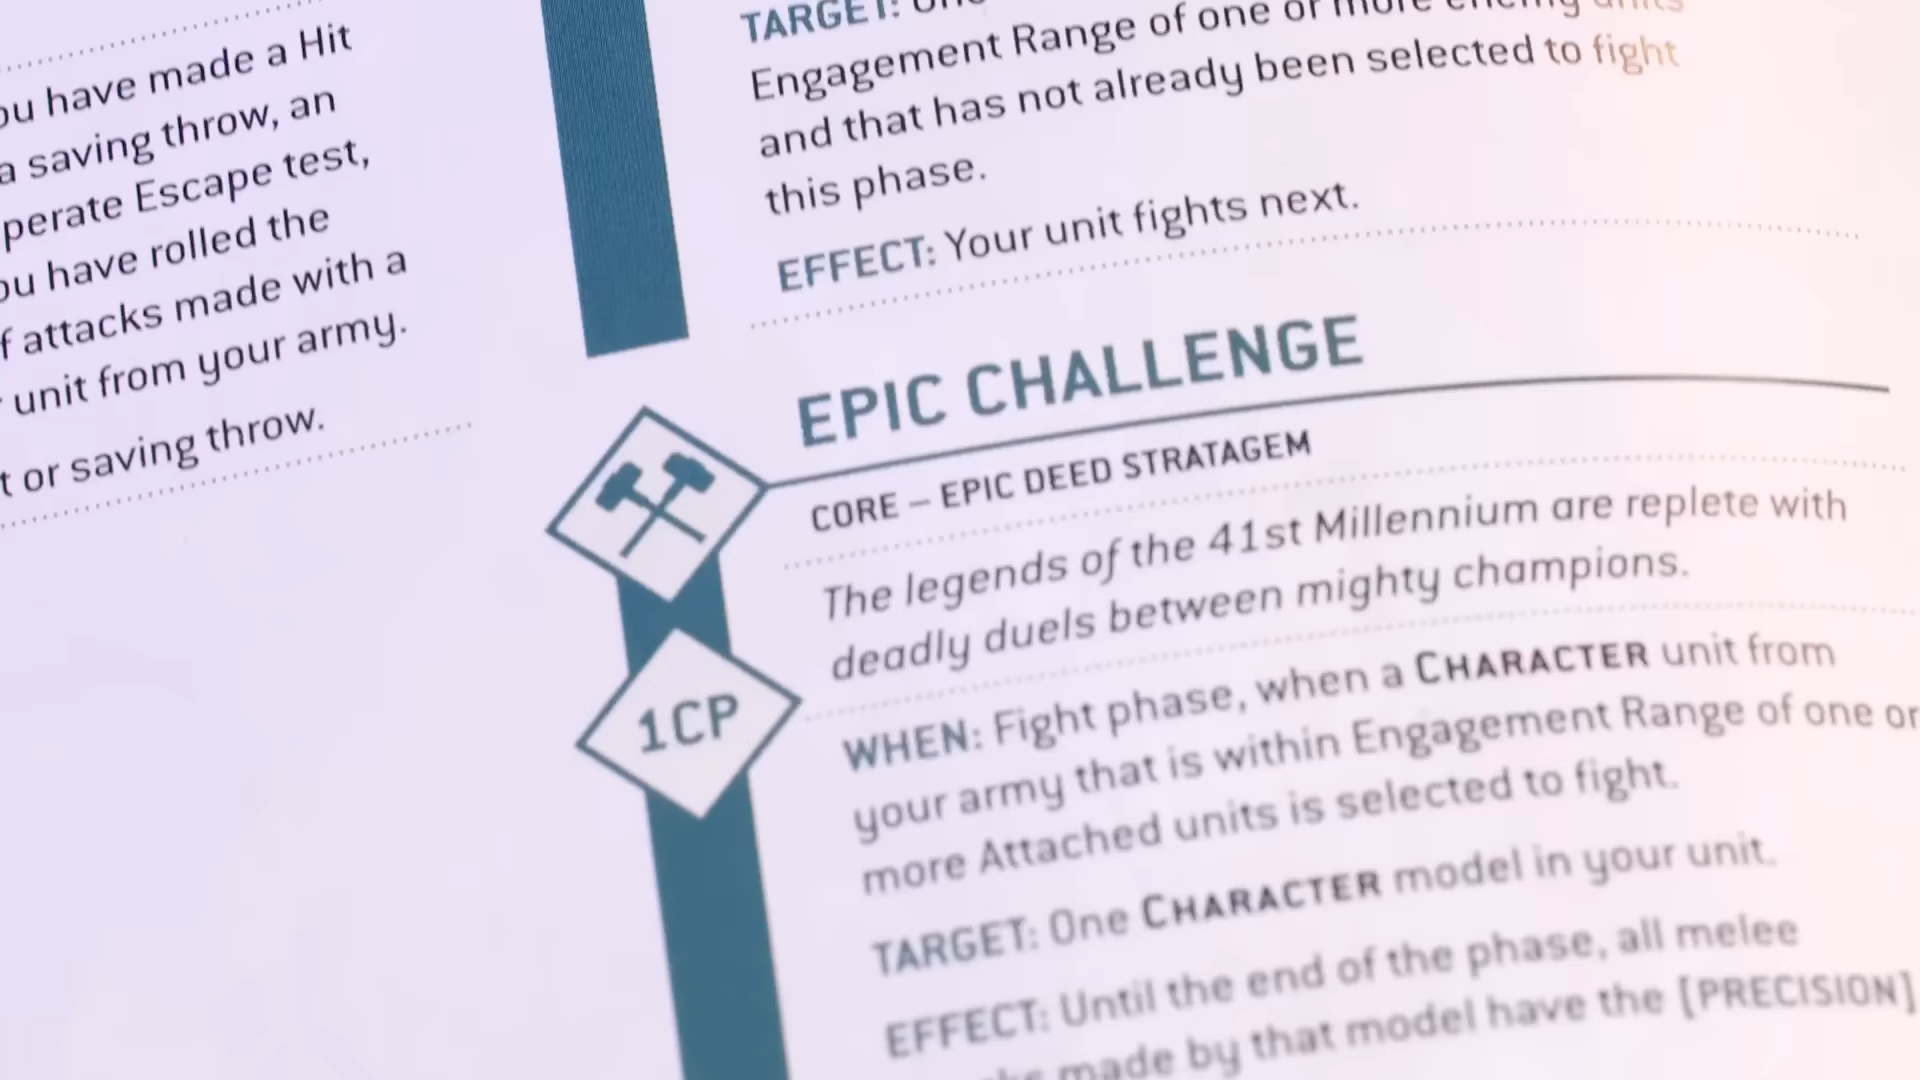 ou have made a Hit
a saving throw, an
perate Escape test,
ou have rolled the
f attacks made with a
unit from your army.
t or saving throw.
TARGET: One
Engagement Range of one or more enemy units
and that has not already been selected to fight
this phase.
EFFECT: Your unit fights next.
EPIC CHALLENGE
CORE – EPIC DEED STRATAGEM
The legends of the 41st Millennium are replete with
deadly duels between mighty champions.
1CP
WHEN: Fight phase, when a CHARACTER unit from
your army that is within Engagement Range of one or
more Attached units is selected to fight.
TARGET: One CHARACTER model in your unit.
EFFECT: Until the end of the phase, all melee
made by that model have the [PRECISION]